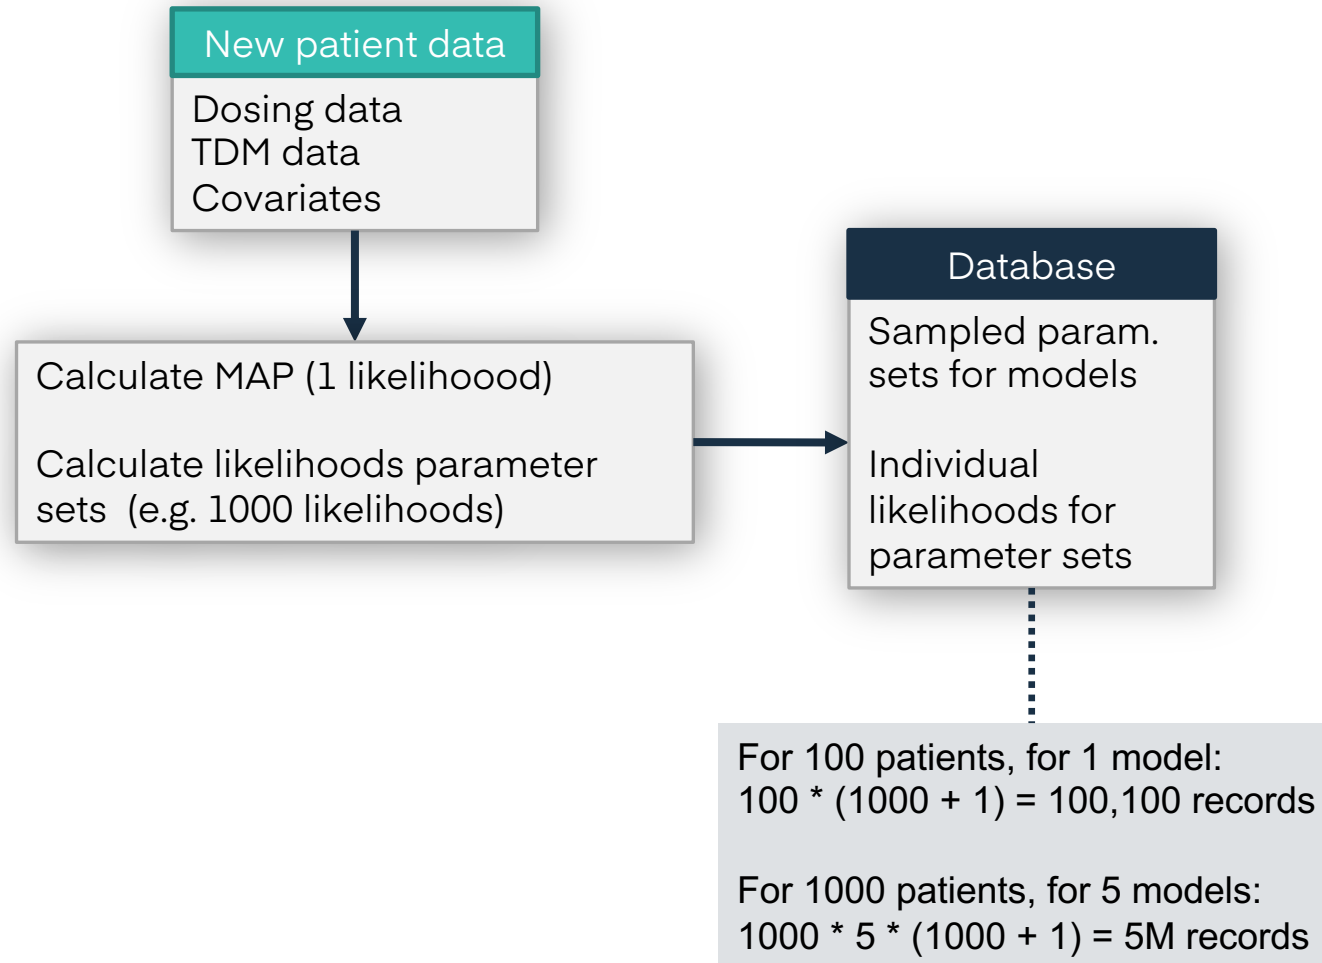 New patient data
Dosing data
TDM data
Covariates
Calculate MAP (1 likelihoood)
Calculate likelihoods parameter
sets (e.g. 1000 likelihoods)
Database
Sampled param.
sets for models
Individual
likelihoods for
parameter sets
For 100 patients, for 1 model:
100 * (1000 + 1) = 100,100 records
For 1000 patients, for 5 models:
1000 * 5 * (1000 + 1) = 5M records